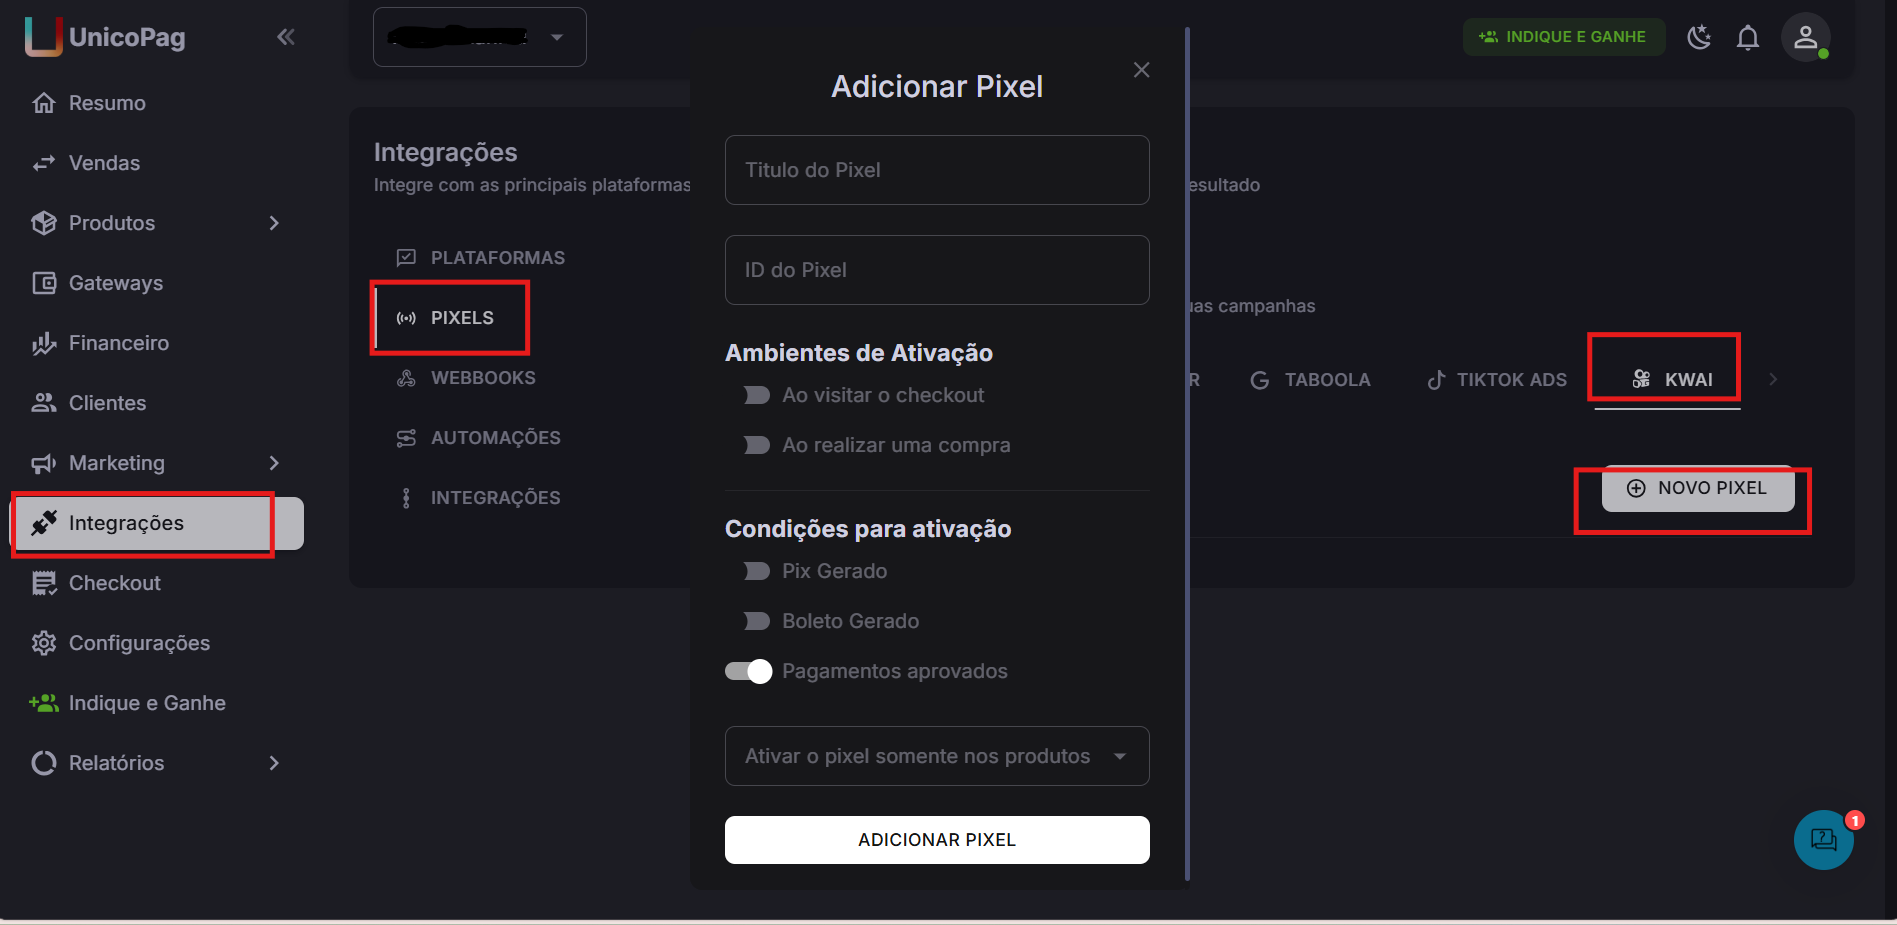 UnicoPag
INDIQUE E GANHE
Resumo
Vendas
Produtos
Gateways
Financeiro
Clientes
Marketing
Integrações
Checkout
Configurações
Indique e Ganhe
Relatórios
Integrações
Integre com as principais plataformas
esultado
PLATAFORMAS
PIXELS
WEBBOOKS
AUTOMAÇÕES
INTEGRAÇÕES
uas campanhas
R
TABOOLA
TIKTOK ADS
KWAI
NOVO PIXEL
Adicionar Pixel
Titulo do Pixel
ID do Pixel
Ambientes de Ativação
Ao visitar o checkout
Ao realizar uma compra
Condições para ativação
Pix Gerado
Boleto Gerado
Pagamentos aprovados
Ativar o pixel somente nos produtos
ADICIONAR PIXEL
1